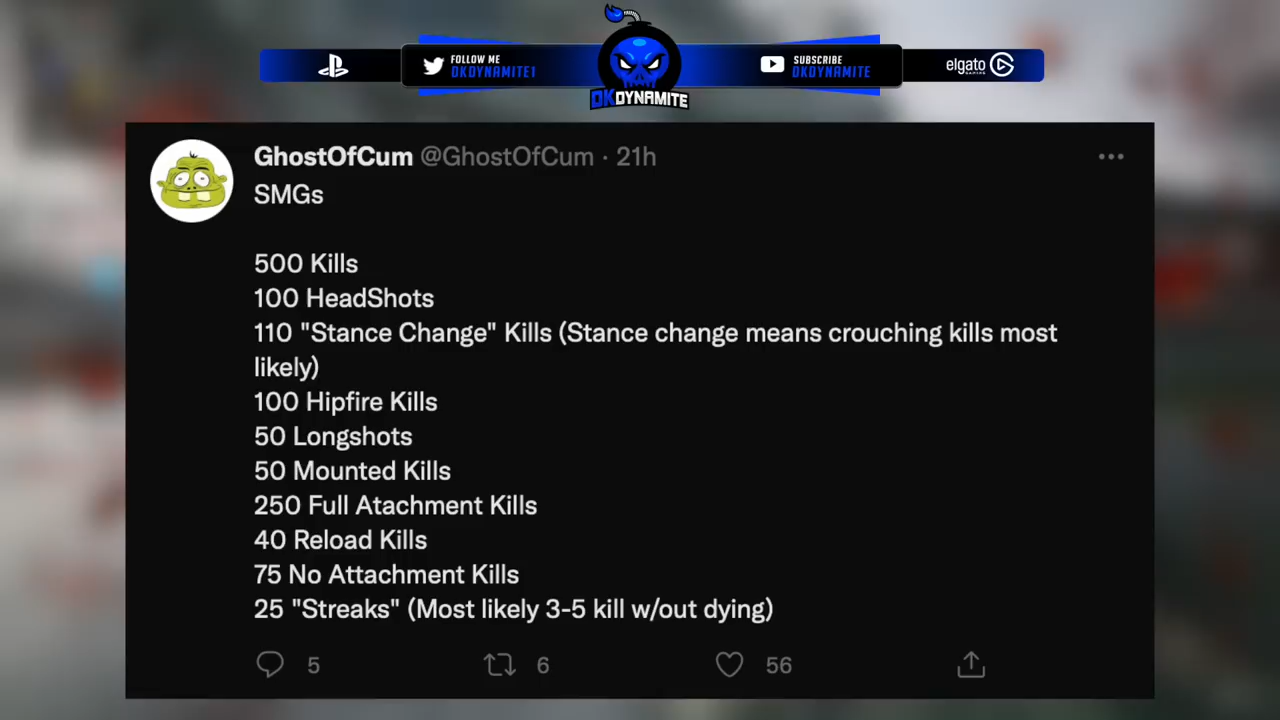 FOLLOW ME
DKDYNAMITE1
DKDYNAMITE
SUBSCRIBE
DKDYNAMITE
elgato
GAMING
GhostOfCum @GhostOfCum · 21h
SMGs
500 Kills
100 HeadShots
110 "Stance Change" Kills (Stance change means crouching kills most
likely)
100 Hipfire Kills
50 Longshots
50 Mounted Kills
250 Full Atachment Kills
40 Reload Kills
75 No Attachment Kills
25 "Streaks" (Most likely 3-5 kill w/out dying)
5 6 56